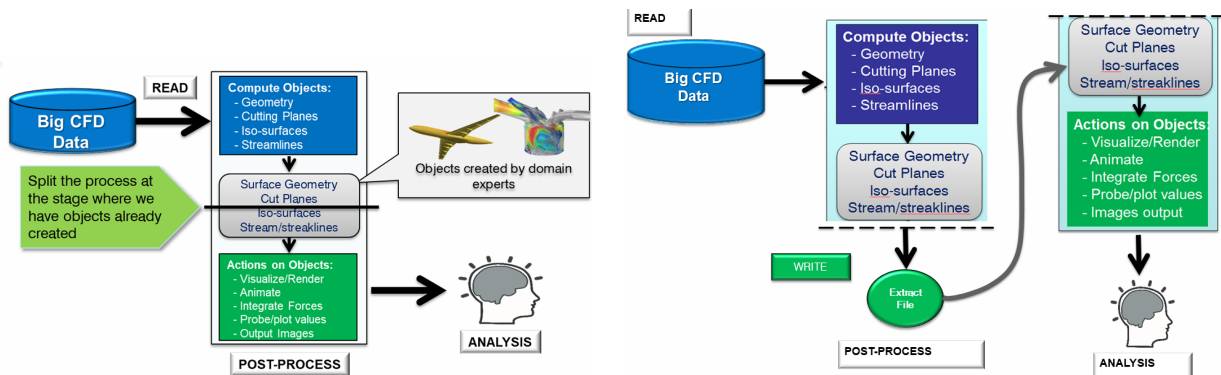 READ
Big CFD
Data
Compute Objects:
- Geometry
- Cutting Planes
- Iso-surfaces
- Streamlines
Split the process at
the stage where we
have objects already
created
Surface Geometry
Cut Planes
Iso-surfaces
Stream/streaklines
Objects created by domain
experts
Actions on Objects:
- Visualize/Render
- Animate
- Integrate Forces
- Probe/plot values
- Output Images
POST-PROCESS
ANALYSIS
READ
Big CFD
Data
Compute Objects:
- Geometry
- Cutting Planes
- Iso-surfaces
- Streamlines
Surface Geometry
Cut Planes
Iso-surfaces
Stream/streaklines
WRITE
Extract
File
POST-PROCESS
Surface Geometry
Cut Planes
Iso-surfaces
Stream/streaklines
Actions on Objects:
- Visualize/Render
- Animate
- Integrate Forces
- Probe/plot values
- Images output
ANALYSIS